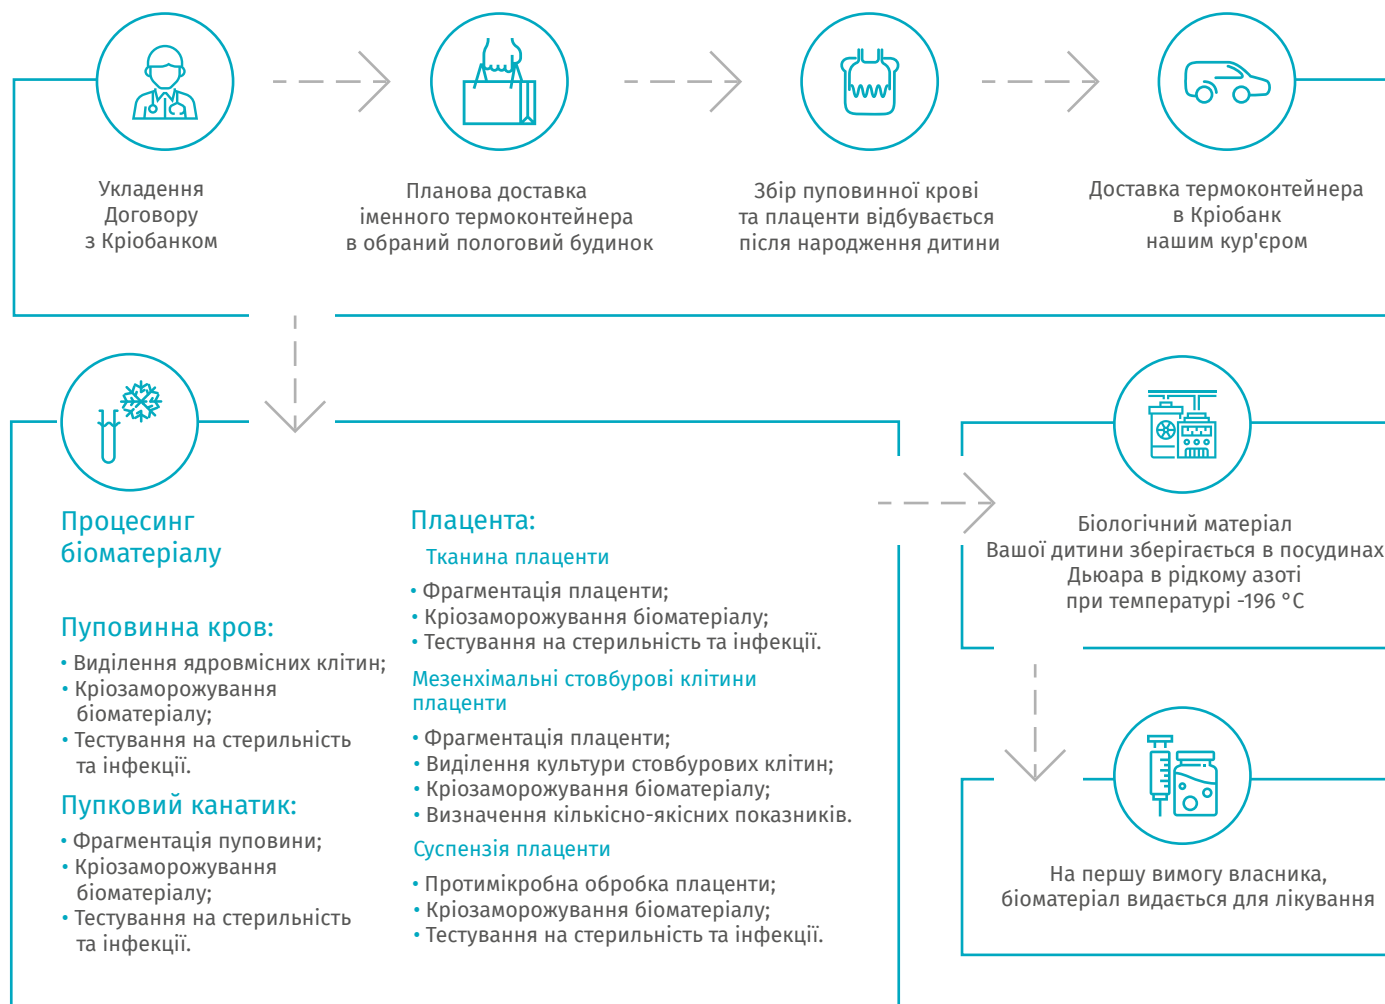 Укладення
Договору
з Кріобанком
Планова доставка
іменного термоконтейнера
в обраний пологовий будинок
Збір пуповинної крові
та плаценти відбувається
після народження дитини
Доставка термоконтейнера
в Кріобанк
нашим кур'єром
Процесинг
біоматеріалу
Пуповинна кров:
• Виділення ядровмісних клітин;
• Кріозаморожування
біоматеріалу;
• Тестування на стерильність
та інфекції.
Пупковий канатик:
• Фрагментація пуповини;
• Кріозаморожування
біоматеріалу;
• Тестування на стерильність
та інфекції.
Плацента:
Тканина плаценти
• Фрагментація плаценти;
• Кріозаморожування біоматеріалу;
• Тестування на стерильність та інфекції.
Мезенхімальні стовбурові клітини
плаценти
• Фрагментація плаценти;
• Виділення культури стовбурових клітин;
• Кріозаморожування біоматеріалу;
• Визначення кількісно-якісних показників.
Суспензія плаценти
• Протимікробна обробка плаценти;
• Кріозаморожування біоматеріалу;
• Тестування на стерильність та інфекції.
Біологічний матеріал
Вашої дитини зберігається в посудинах
Дьюара в рідкому азоті
при температурі -196 °C
На першу вимогу власника,
біоматеріал видається для лікування